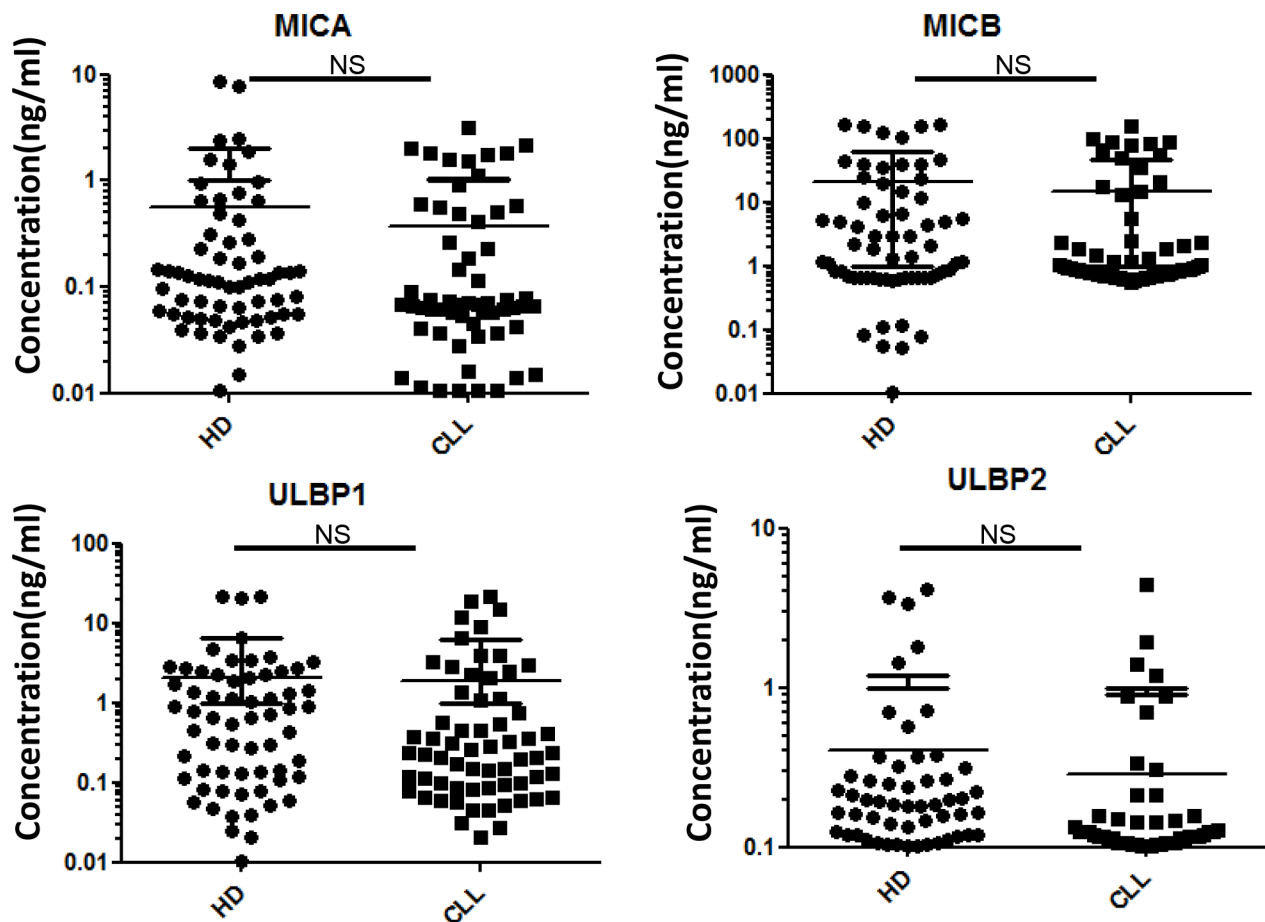 MICA
NS
Concentration(ng/ml)
10
1
0.1
0.01
HD
CLL
MICB
NS
Concentration(ng/ml)
1000
100
10
1
0.1
0.01
HD
CLL
ULBP1
NS
Concentration(ng/ml)
100
10
1
0.1
0.01
HD
CLL
ULBP2
NS
Concentration(ng/ml)
10
1
0.1
HD
CLL